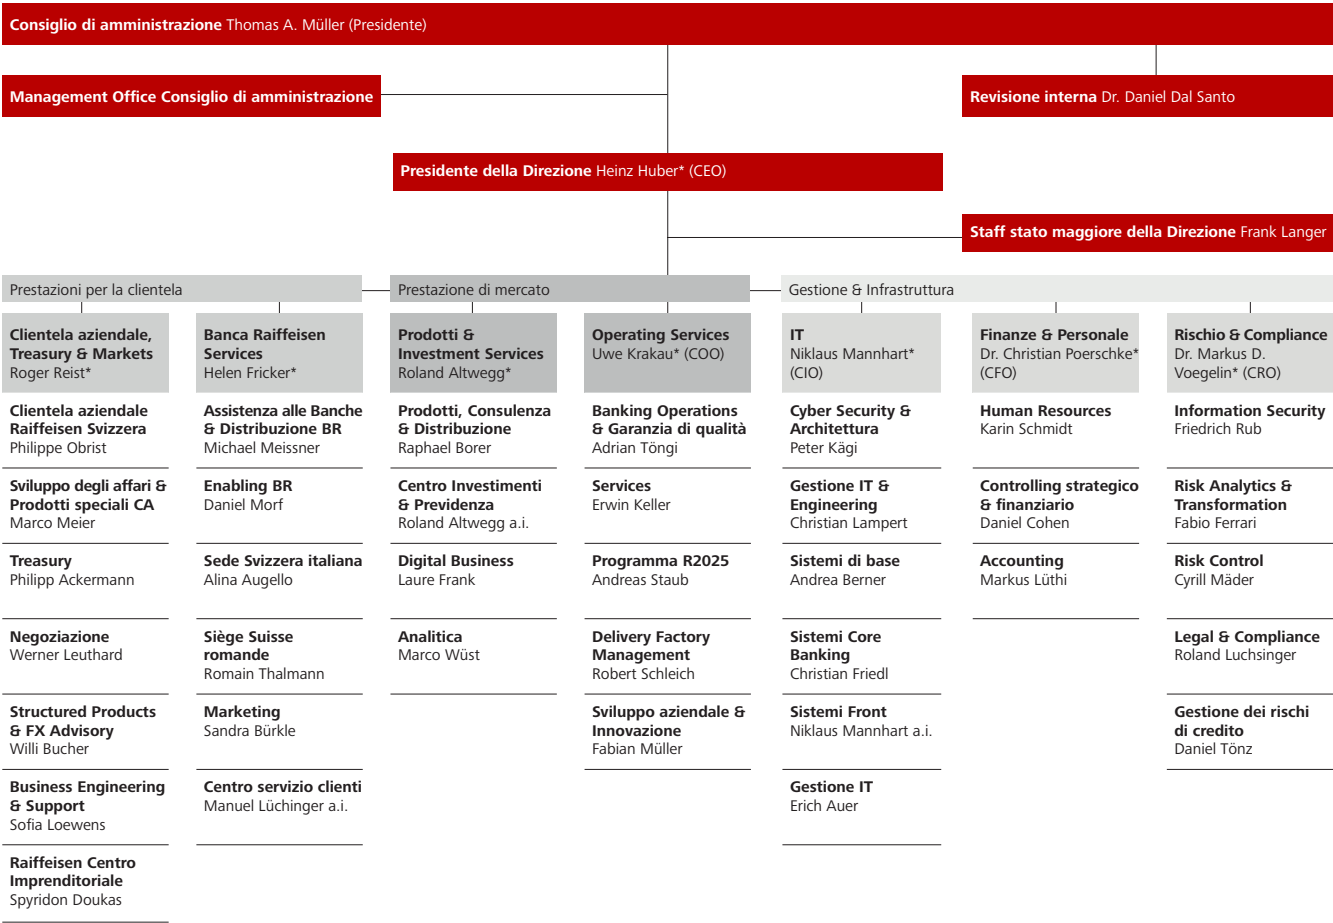 Consiglio di amministrazione Thomas A. Müller (Presidente)
Management Office Consiglio di amministrazione
Revisione interna Dr. Daniel Dal Santo
Presidente della Direzione Heinz Huber* (CEO)
Staff stato maggiore della Direzione Frank Langer
Prestazioni per la clientela
Prestazione di mercato
Gestione & Infrastruttura
Clientela aziendale,
Treasury & Markets
Roger Reist*
Clientela aziendale
Raiffeisen Svizzera
Philippe Obrist
Sviluppo degli affari &
Prodotti speciali CA
Marco Meier
Treasury
Philipp Ackermann
Negoziazione
Werner Leuthard
Structured Products
& FX Advisory
Willi Bucher
Business Engineering
& Support
Sofia Loewens
Raiffeisen Centro
Imprenditoriale
Spyridon Doukas
Banca Raiffeisen
Services
Helen Fricker*
Assistenza alle Banche
& Distribuzione BR
Michael Meissner
Enabling BR
Daniel Morf
Sede Svizzera italiana
Alina Augello
Siège Suisse
romande
Romain Thalmann
Marketing
Sandra Bürkle
Centro servizio clienti
Manuel Lüchinger a.i.
Prodotti &
Investment Services
Roland Altwegg*
Prodotti, Consulenza
& Distribuzione
Raphael Borer
Centro Investimenti
& Previdenza
Roland Altwegg a.i.
Digital Business
Laure Frank
Analitica
Marco Wüst
Operating Services
Uwe Krakau* (COO)
Banking Operations
& Garanzia di qualità
Adrian Töngi
Services
Erwin Keller
Programma R2025
Andreas Staub
Delivery Factory
Management
Robert Schleich
Sviluppo aziendale &
Innovazione
Fabian Müller
IT
Niklaus Mannhart*
(CIO)
Cyber Security &
Architettura
Peter Kägi
Gestione IT &
Engineering
Christian Lampert
Sistemi di base
Andrea Berner
Sistemi Core
Banking
Christian Friedl
Sistemi Front
Niklaus Mannhart a.i.
Gestione IT
Erich Auer
Finanze & Personale
Dr. Christian Poerschke*
(CFO)
Human Resources
Karin Schmidt
Controlling strategico
& finanziario
Daniel Cohen
Accounting
Markus Lüthi
Rischio & Compliance
Dr. Markus D.
Voegelin* (CRO)
Information Security
Friedrich Rub
Risk Analytics &
Transformation
Fabio Ferrari
Risk Control
Cyrill Mäder
Legal & Compliance
Roland Luchsinger
Gestione dei rischi
di credito
Daniel Tönz